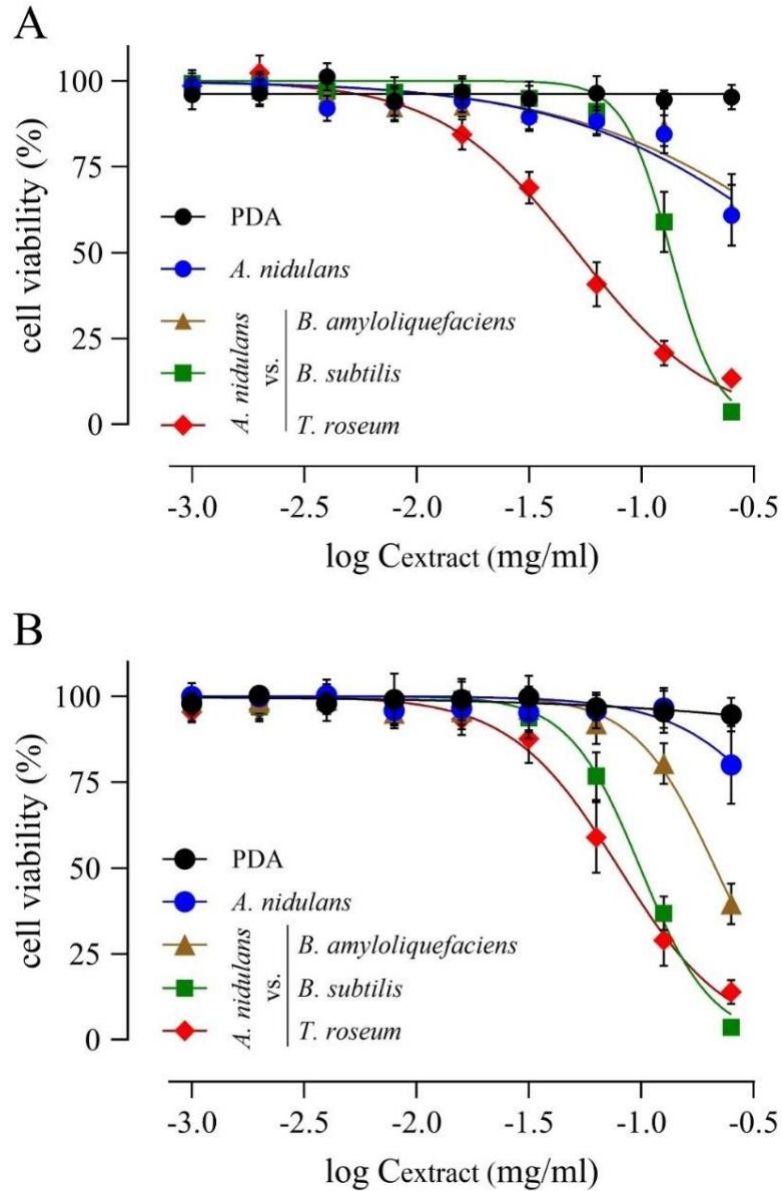 A
100
75
50
25
0
cell viability (%)
PDA
A. nidulans
A. nidulans
vs.
B. amyloliquefaciens
B. subtilis
T. roseum
-3.0 -2.5 -2.0 -1.5 -1.0 -0.5
log Cextract (mg/ml)
B
100
75
50
25
0
cell viability (%)
PDA
A. nidulans
A. nidulans
vs.
B. amyloliquefaciens
B. subtilis
T. roseum
-3.0 -2.5 -2.0 -1.5 -1.0 -0.5
log Cextract (mg/ml)